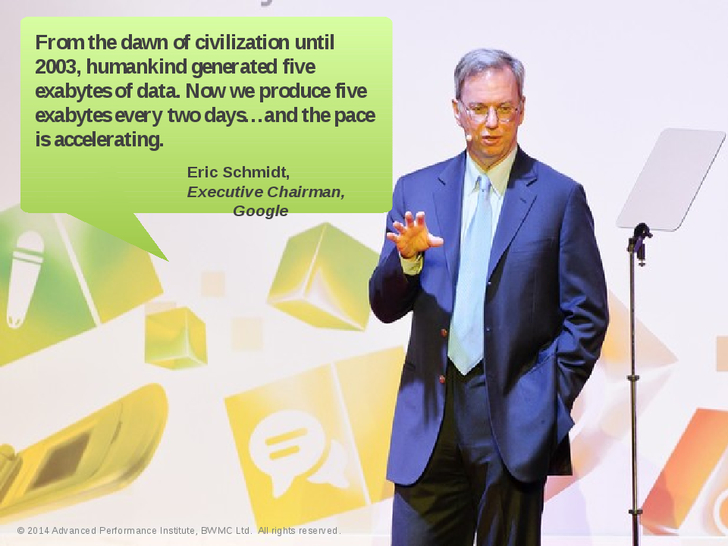 From the dawn of civilization until
2003, humankind generated five
exabytes of data. Now we produce five
exabytes every two days…and the pace
is accelerating.
Eric Schmidt,
Executive Chairman,
Google
© 2014 Advanced Performance Institute, BWMC Ltd. All rights reserved.